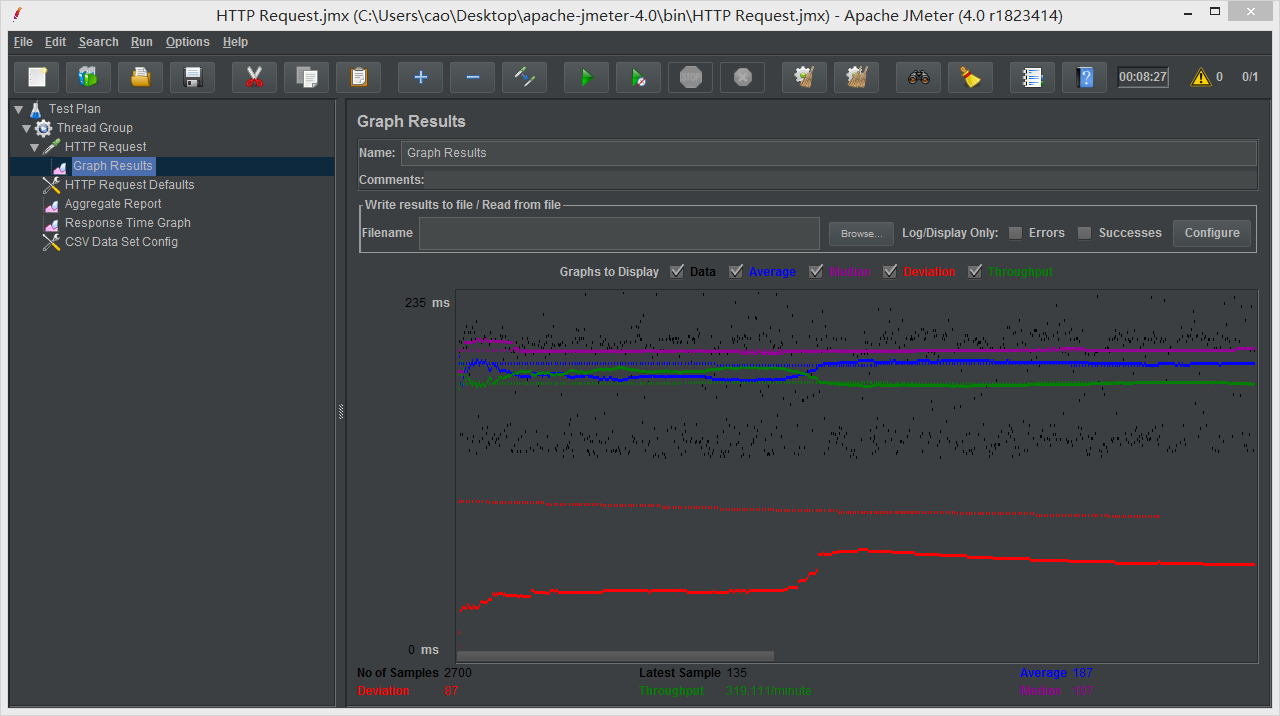 HTTP Request.jmx (C:\Users\cao\Desktop\apache-jmeter-4.0\bin\HTTP Request.jmx) - Apache JMeter (4.0 r1823414)
File Edit Search Run Options Help
STOP 00:08:27 0 0/1
Test Plan
Thread Group
HTTP Request
Graph Results
HTTP Request Defaults
Aggregate Report
Response Time Graph
CSV Data Set Config
Graph Results
Name: Graph Results
Comments:
Write results to file / Read from file
Filename Browse... Log/Display Only: Errors Successes Configure
Graphs to Display Data Average Median Deviation Throughput
235 ms
0 ms
No of Samples 2700 Latest Sample 135 Average 187
Deviation 87 Throughput 319.111/minute Median 197